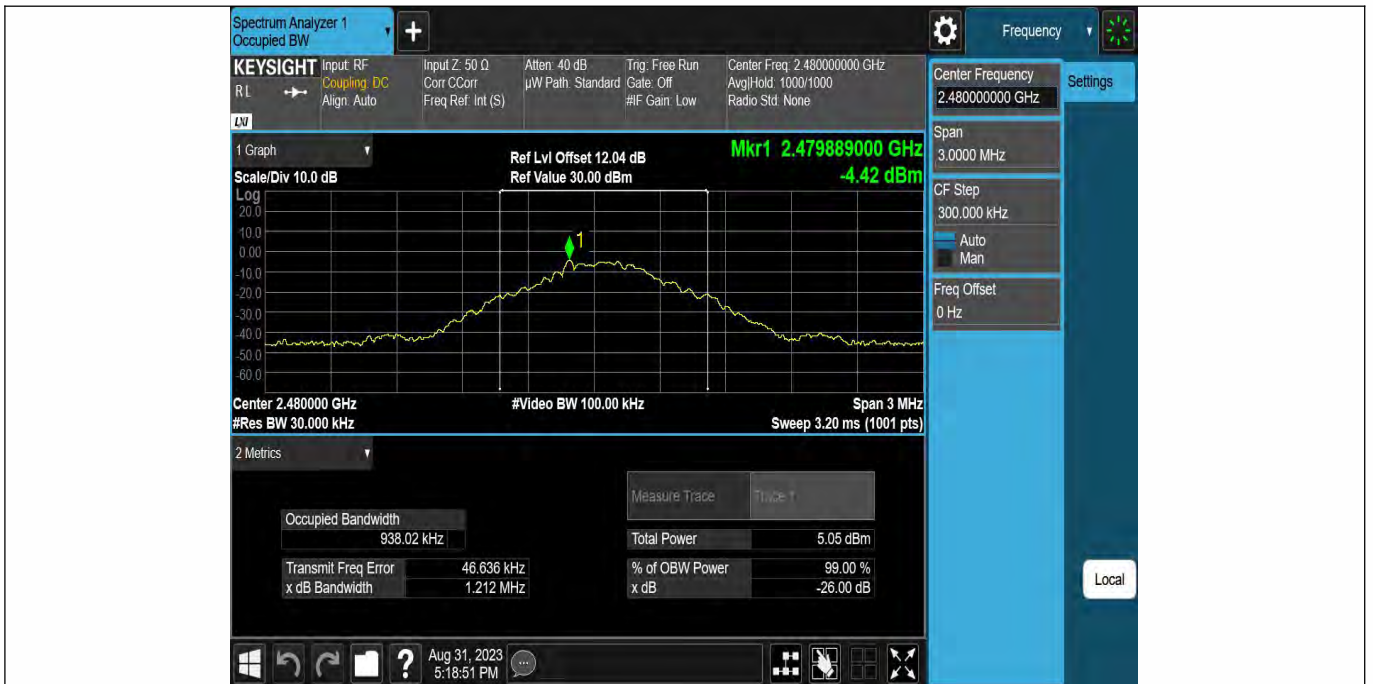 Spectrum Analyzer 1
Occupied BW
+
Frequency
KEYSIGHT
R L
LXI
Input: RF
Coupling: DC
Align: Auto
Input Z: 50 Ω
Corr CCorr
Freq Ref: Int (S)
Atten: 40 dB
µW Path: Standard
Trig: Free Run
Gate: Off
#IF Gain: Low
Center Freq: 2.480000000 GHz
Avg|Hold: 1000/1000
Radio Std: None
Center Frequency
2.480000000 GHz
Settings
Span
3.0000 MHz
CF Step
300.000 kHz
Auto
Man
Freq Offset
0 Hz
Local
1 Graph
Scale/Div 10.0 dB
Ref Lvl Offset 12.04 dB
Ref Value 30.00 dBm
Mkr1 2.479889000 GHz
-4.42 dBm
Log
20.0
10.0
0.00
-10.0
-20.0
-30.0
-40.0
-50.0
-60.0
1
Center 2.480000 GHz
#Video BW 100.00 kHz
Span 3 MHz
#Res BW 30.000 kHz
Sweep 3.20 ms (1001 pts)
2 Metrics
Measure Trace
Trace 1
Occupied Bandwidth
938.02 kHz
Total Power
5.05 dBm
Transmit Freq Error
46.636 kHz
% of OBW Power
99.00 %
x dB Bandwidth
1.212 MHz
x dB
-26.00 dB
?
Aug 31, 2023
5:18:51 PM